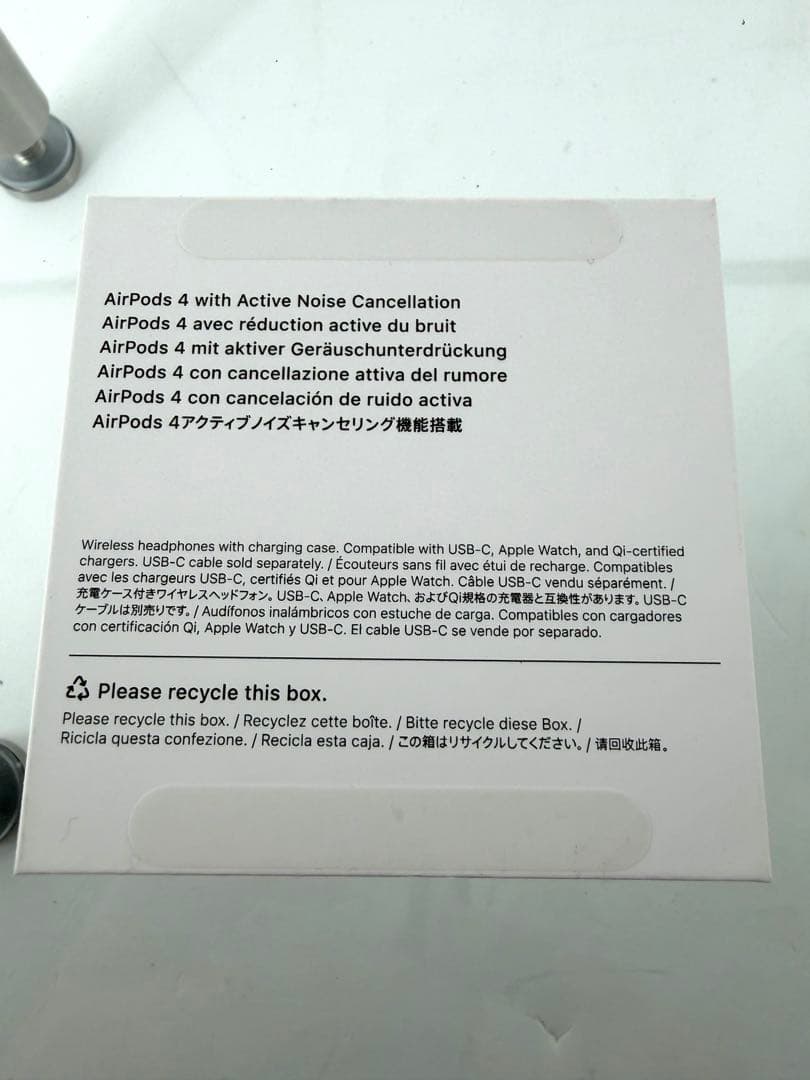 AirPods 4 with Active Noise Cancellation
AirPods 4 avec réduction active du bruit
AirPods 4 mit aktiver Geräuschunterdrückung
AirPods 4 con cancellazione attiva del rumore
AirPods 4 con cancelación de ruido activa
AirPods 4アクティブノイズキャンセリング機能搭載
Wireless headphones with charging case. Compatible with USB-C, Apple Watch, and Qi-certified
chargers. USB-C cable sold separately. / Écouteurs sans fil avec étui de recharge. Compatibles
avec les chargeurs USB-C, certifiés Qi et pour Apple Watch. Câble USB-C vendu séparément. /
充電ケース付きワイヤレスヘッドフォン。USB-C、Apple Watch、およびQi規格の充電器と互換性があります。USB-C
ケーブルは別売りです。/ Audífonos inalámbricos con estuche de carga. Compatibles con cargadores
con certificación Qi, Apple Watch y USB-C. El cable USB-C se vende por separado.
Please recycle this box.
Please recycle this box. / Recyclez cette boîte. / Bitte recycle diese Box. /
Ricicla questa confezione. / Recicla esta caja. / この箱はリサイクルしてください。/ 请回收此箱。